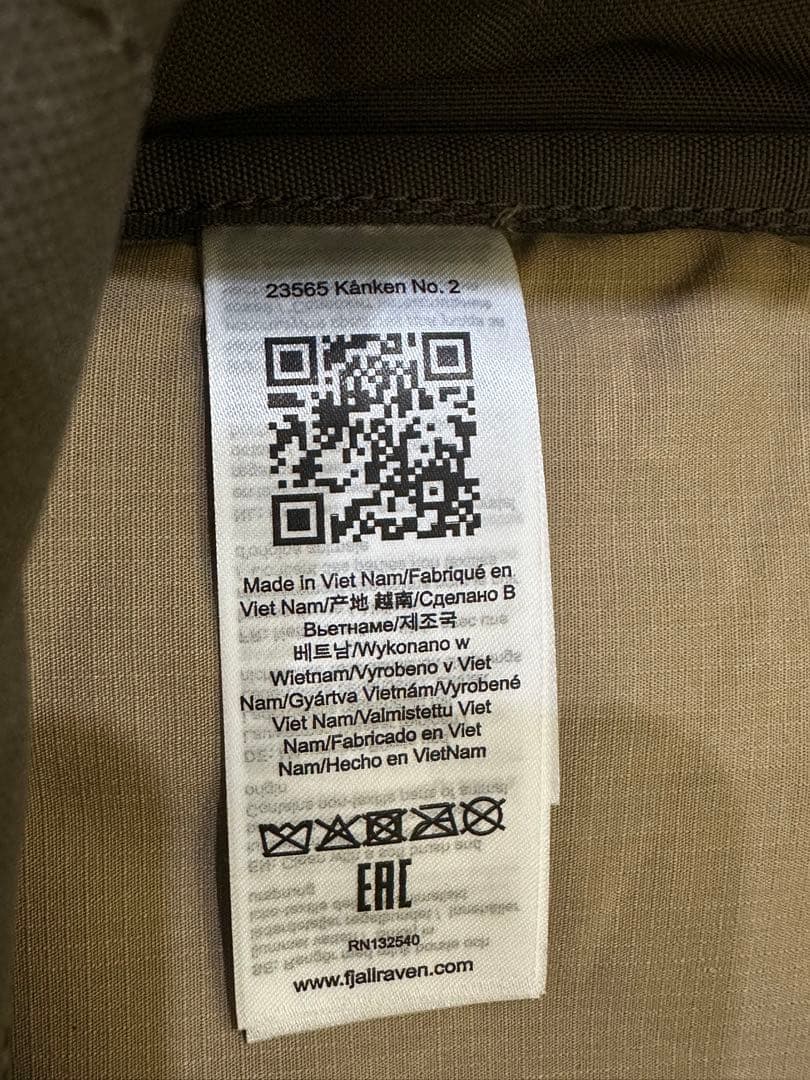 23565 Kånken No. 2
Made in Viet Nam/Fabriqué en
Viet Nam/产地 越南/Сделано В
Вьетнаме/제조국
베트남/Wykonano w
Wietnam/Vyrobeno v Viet
Nam/Gyártva Vietnám/Vyrobené
Viet Nam/Valmistettu Viet
Nam/Fabricado en Viet
Nam/Hecho en VietNam
EAC
RN132540
www.fjallraven.com